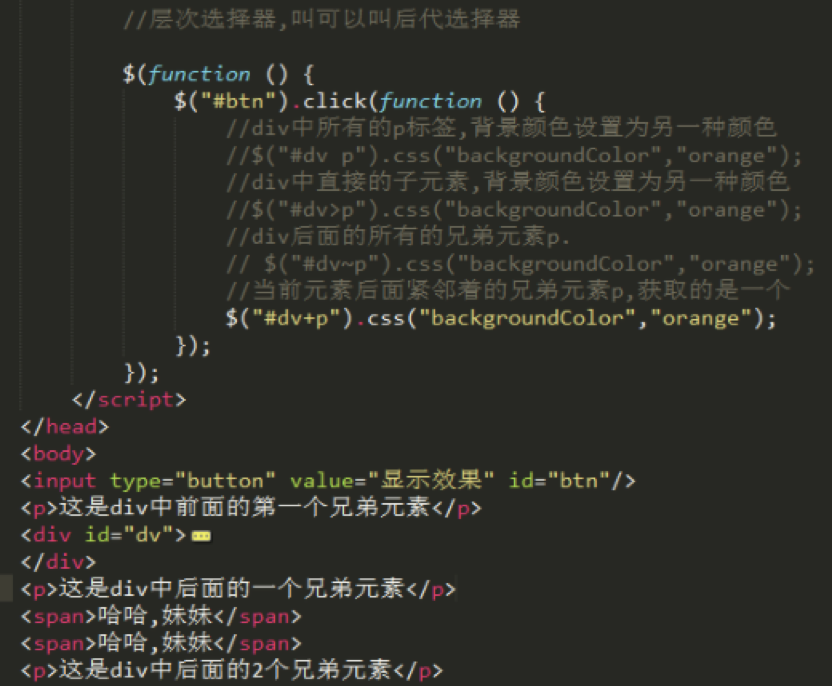 //层次选择器,叫可以叫后代选择器
$(function () {
$("#btn").click(function () {
//div中所有的p标签,背景颜色设置为另一种颜色
//$("#dv p").css("backgroundColor","orange");
//div中直接的子元素,背景颜色设置为另一种颜色
//$("#dv>p").css("backgroundColor","orange");
//div后面的所有的兄弟元素p.
// $("#dv~p").css("backgroundColor","orange");
//当前元素后面紧邻着的兄弟元素p,获取的是一个
$("#dv+p").css("backgroundColor","orange");
});
});
</script>
</head>
<body>
<input type="button" value="显示效果" id="btn"/>
<p>这是div中前面的第一个兄弟元素</p>
<div id="dv">
</div>
<p>这是div中后面的一个兄弟元素</p>
<span>哈哈,妹妹</span>
<span>哈哈,妹妹</span>
<p>这是div中后面的2个兄弟元素</p>